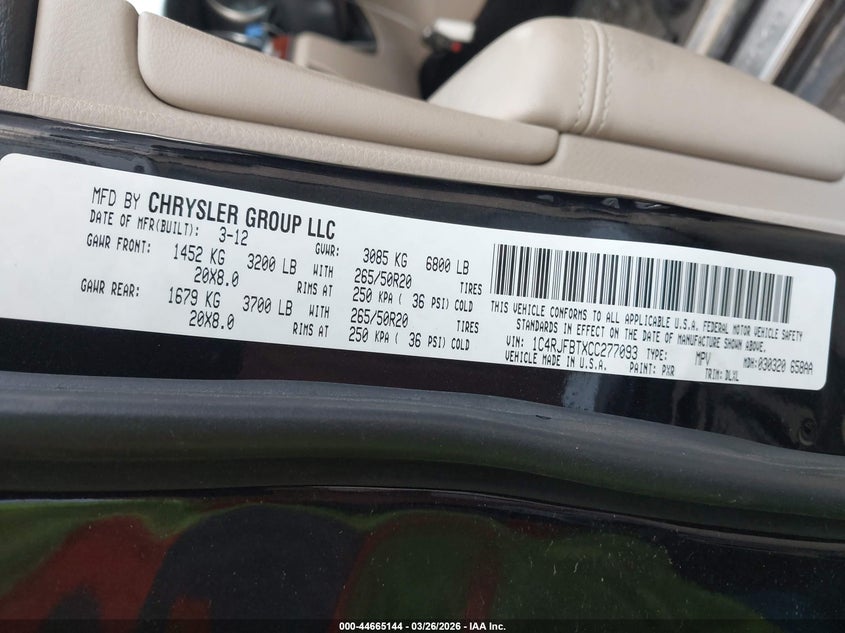 MFD BY CHRYSLER GROUP LLC
DATE OF MFR(BUILT): 3-12 GVWR: 3085 KG 6800 LB
GAWR FRONT: 1452 KG 3200 LB WITH 265/50R20 TIRES
20X8.0 RIMS AT 250 KPA ( 36 PSI) COLD
GAWR REAR: 1679 KG 3700 LB WITH 265/50R20 TIRES
20X8.0 RIMS AT 250 KPA ( 36 PSI) COLD
THIS VEHICLE CONFORMS TO ALL APPLICABLE U.S.A. FEDERAL MOTOR VEHICLE SAFETY
STANDARDS IN EFFECT ON THE DATE OF MANUFACTURE SHOWN ABOVE.
VIN: 1C4RJFBTXCC277093 TYPE: MPV MDH:030320 658AA
VEHICLE MADE IN U.S.A. PAINT: PXR TRIM: DLXL
000-44665144 - 03/26/2026 - IAA Inc.